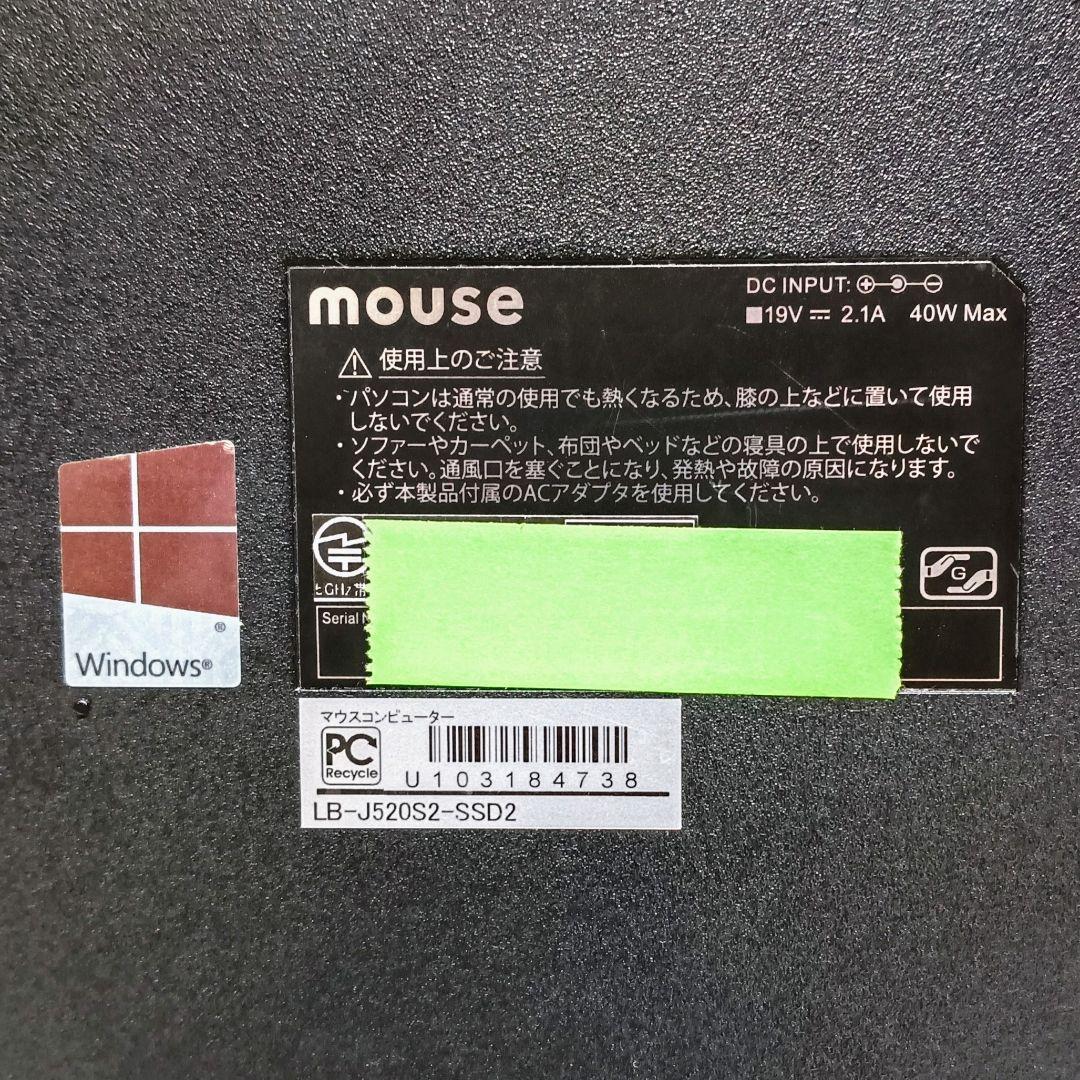 mouse
DC INPUT:
19V 2.1A 40W Max
使用上のご注意
・パソコンは通常の使用でも熱くなるため、膝の上などに置いて使用
しないでください。
・ソファーやカーペット、布団やベッドなどの寝具の上で使用しないで
ください。通風口を塞ぐことになり、発熱や故障の原因になります。
・必ず本製品付属のACアダプタを使用してください。
5GHz帯
G
Serial
Windows®
マウスコンピューター
PC
Recycle
U103184738
LB-J520S2-SSD2